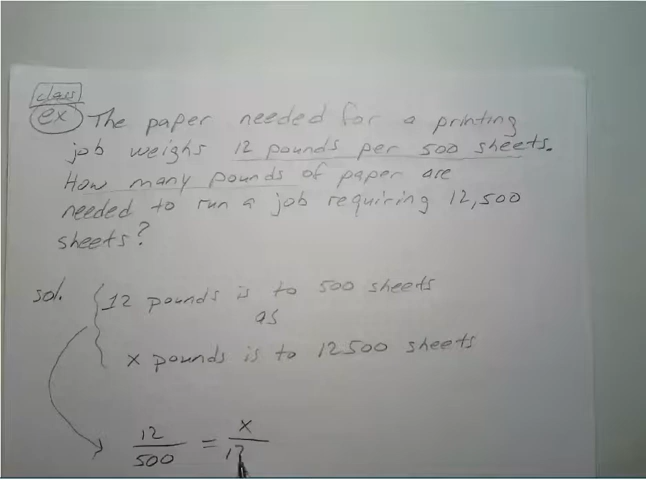 class
ex The paper needed for a printing
job weighs 12 pounds per 500 sheets.
How many pounds of paper are
needed to run a job requiring 12,500
sheets?
sol. 12 pounds is to 500 sheets
as
x pounds is to 12500 sheets
12/500 = x/12